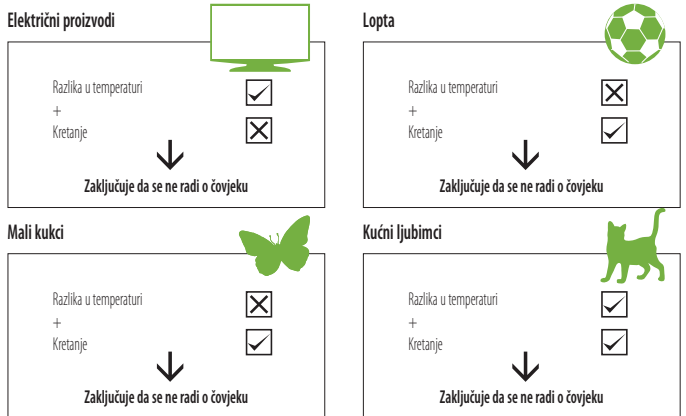 Električni proizvodi
Razlika u temperaturi
+
Kretanje
Zaključuje da se ne radi o čovjeku
Lopta
Razlika u temperaturi
+
Kretanje
Zaključuje da se ne radi o čovjeku
Mali kukci
Razlika u temperaturi
+
Kretanje
Zaključuje da se ne radi o čovjeku
Kućni ljubimci
Razlika u temperaturi
+
Kretanje
Zaključuje da se ne radi o čovjeku